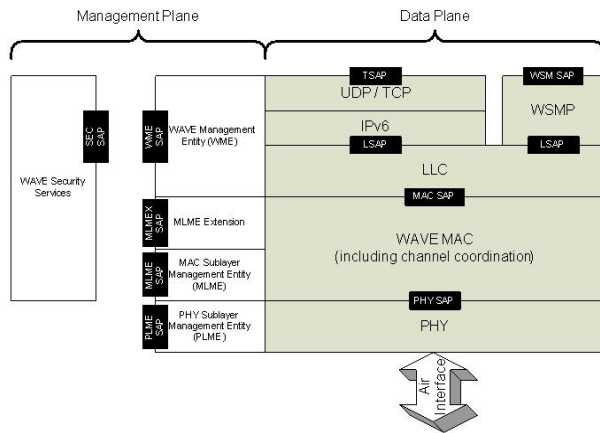 Management Plane
Data Plane
TSAP
UDP / TCP
IPv6
LSAP
WSM SAP
WSMP
LSAP
LLC
MAC SAP
WAVE MAC
(including channel coordination)
PHY SAP
PHY
SEC
SAP
WAVE Security
Services
WME
SAP
WAVE Management
Entity (WME)
MLMEX
SAP
MLME Extension
MLME
SAP
MAC Sublayer
Management Entity
(MLME)
PLME
SAP
PHY Sublayer
Management Entity
(PLME)
Air
Interface